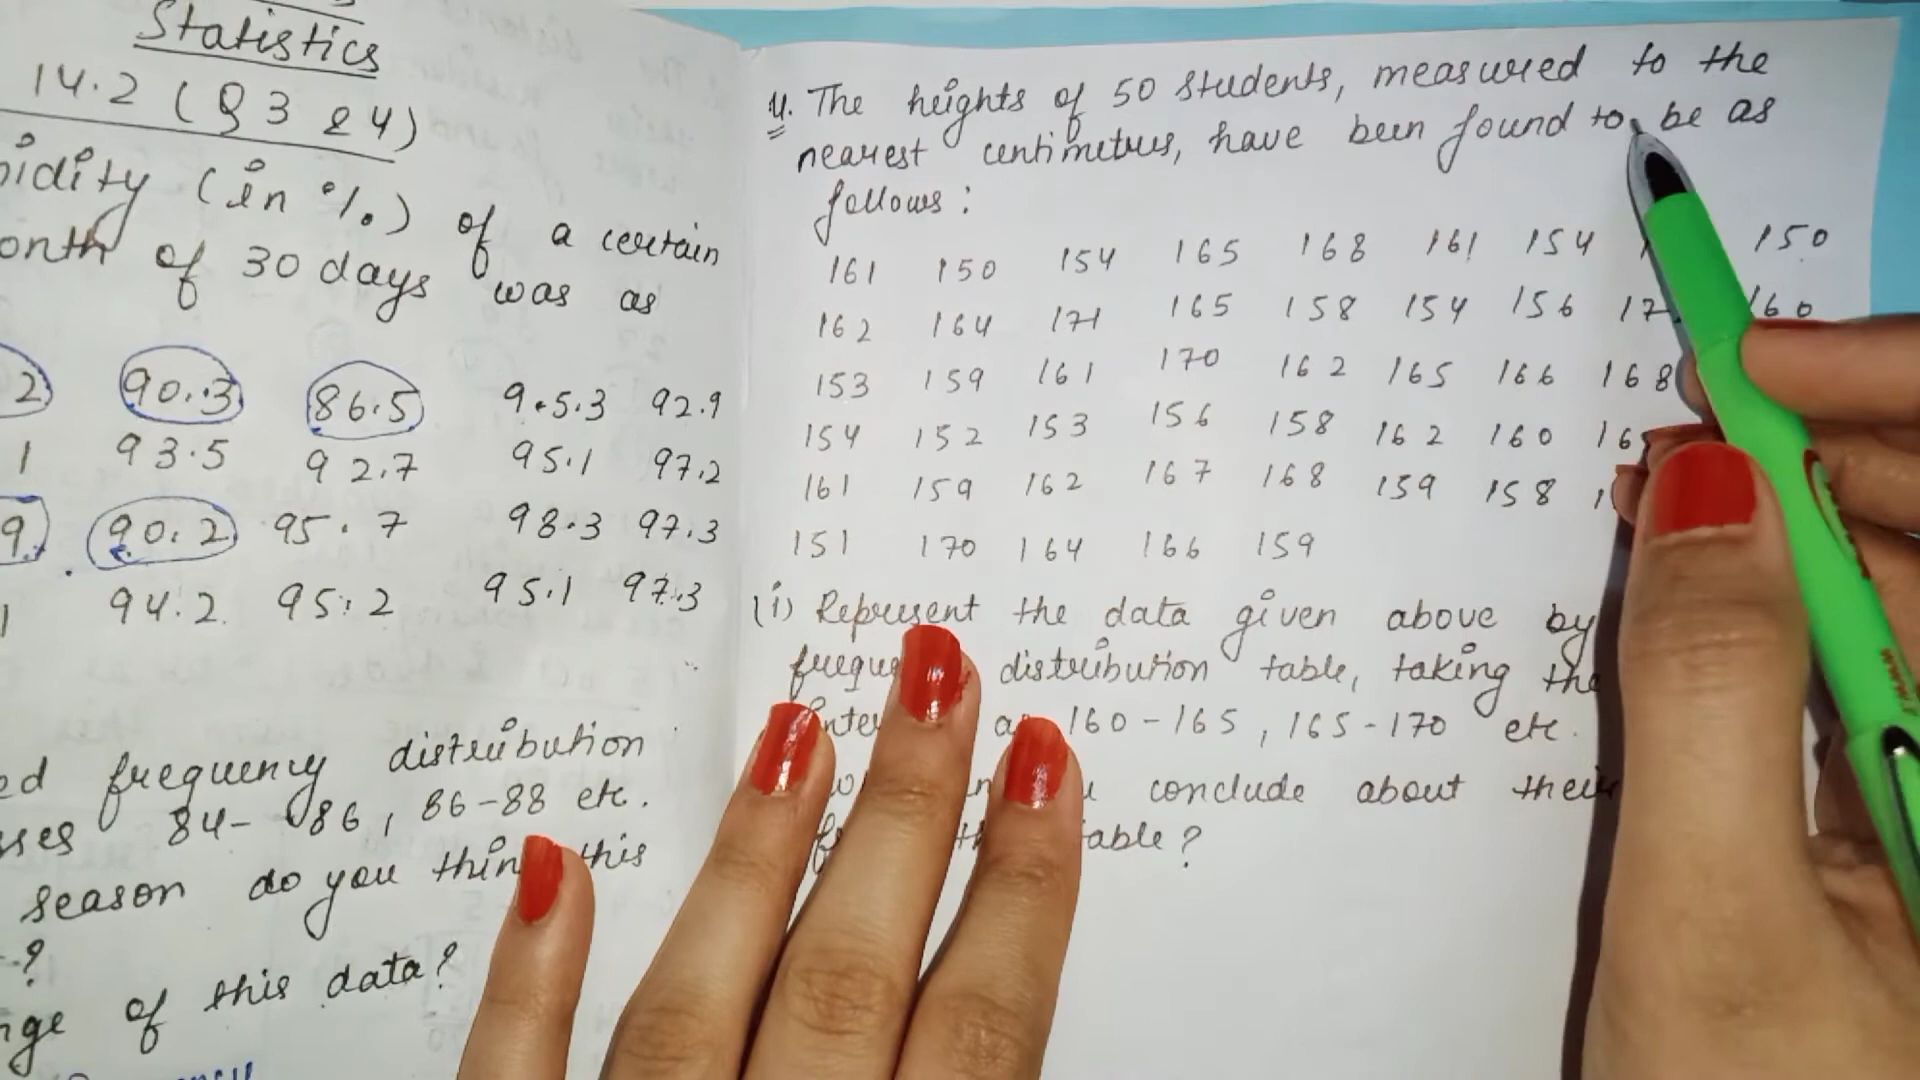 Statistics
14.2 (Q 3 & 4)
(in %) of a certain
of 30 days was as
2 90.3 86.5 95.3 92.9
1 93.5 92.7 95.1 97.2
9 90.2 95.7 98.3 97.3
1 94.2 95.2 95.1 97.3
frequency distribution
84-86, 86-88 etc.
season do you think this
?
of this data?
4. The heights of 50 students, measured to the
nearest centimetres, have been found to be as
follows:
161 150 154 165 168 161 154 150
162 164 171 165 158 154 156 160
153 159 161 170 162 165 166 168
154 152 153 156 158 162 160
161 159 162 167 168 159 158
151 170 164 166 159
(i) Represent the data given above by
distribution table, taking the
160-165, 165-170 etc.
conclude about their
table?